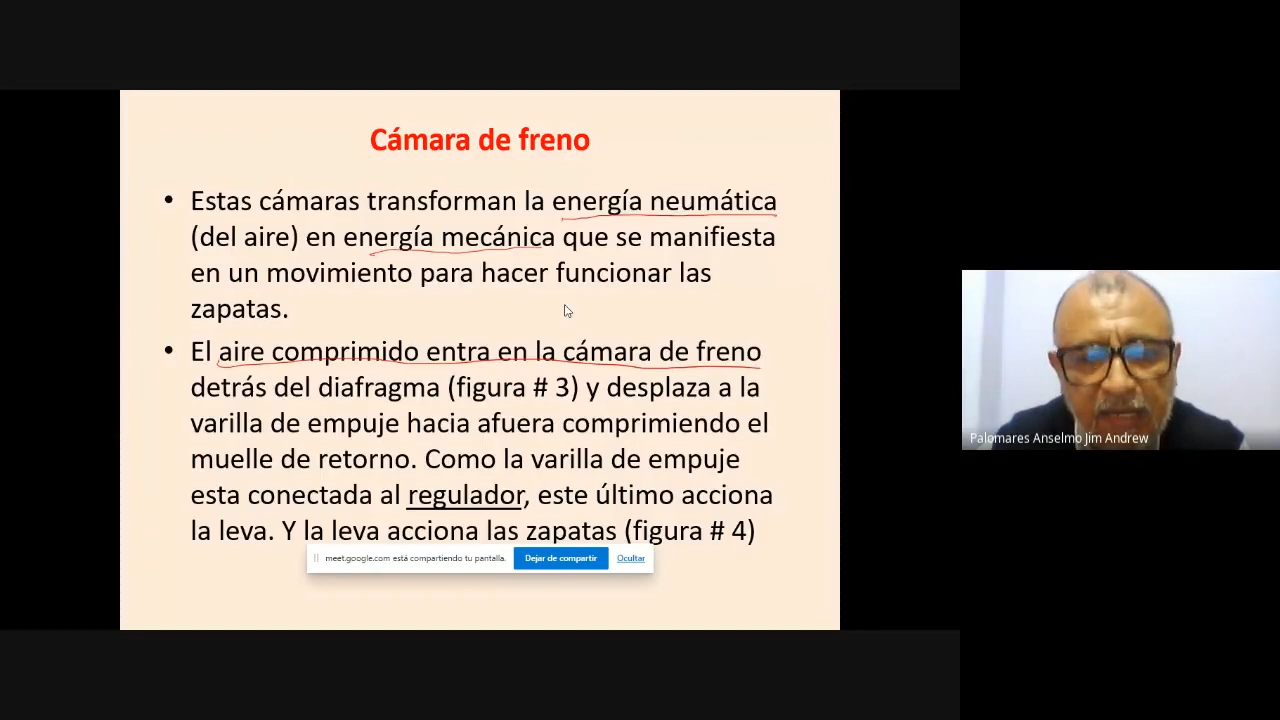 Cámara de freno
• Estas cámaras transforman la energía neumática
(del aire) en energía mecánica que se manifiesta
en un movimiento para hacer funcionar las
zapatas.
• El aire comprimido entra en la cámara de freno
detrás del diafragma (figura # 3) y desplaza a la
varilla de empuje hacia afuera comprimiendo el
muelle de retorno. Como la varilla de empuje
esta conectada al regulador, este último acciona
la leva. Y la leva acciona las zapatas (figura # 4)
meet.google.com está compartiendo tu pantalla.
Dejar de compartir
Ocultar
Palomares Anselmo Jim Andrew